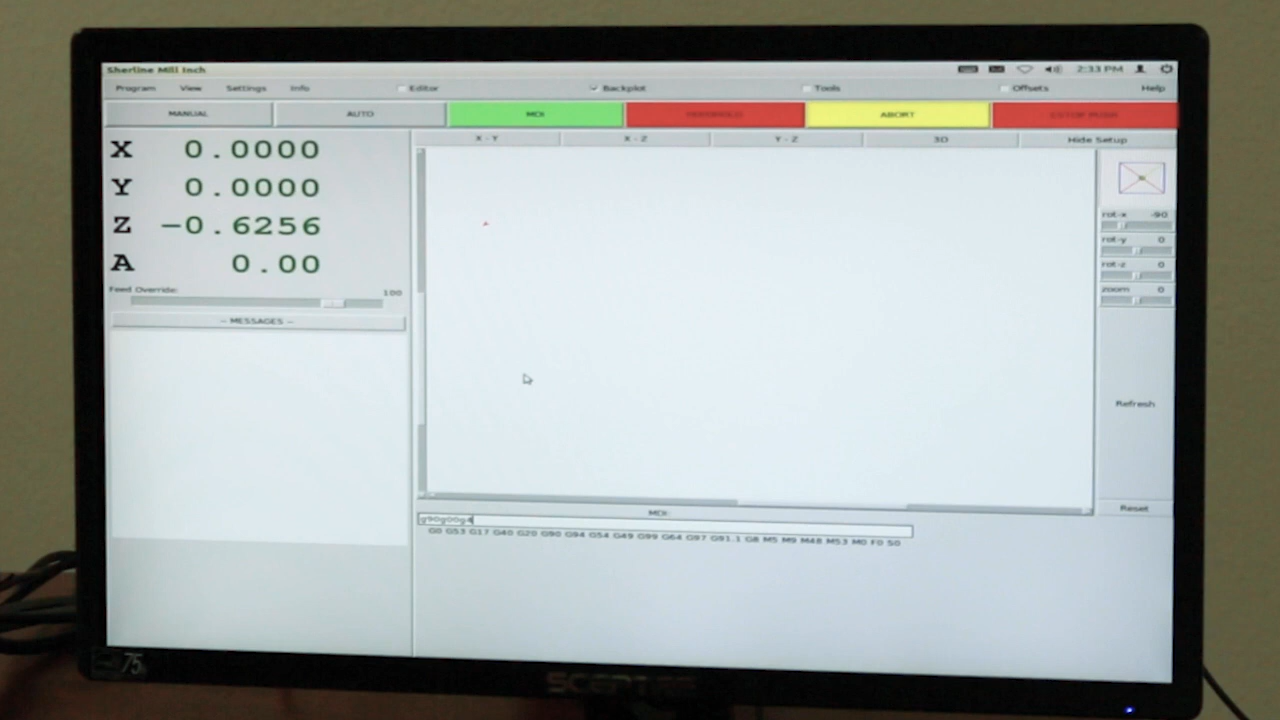 Sherline Mill Inch 2:33 PM
Program View Settings Info Editor Backplot Tools Offsets Help
MANUAL AUTO MDI ABORT
X 0.0000
Y 0.0000
Z -0.6256
A 0.00
Feed Override: 100
-- MESSAGES --
X - Y X - Z Y - Z 3D Hide Setup
rot-x -90
rot-y 0
rot-z 0
zoom 0
Refresh
Reset
MDI:
g90g00y4
G0 G53 G17 G40 G20 G90 G94 G54 G49 G99 G64 G97 G91.1 G8 M5 M9 M48 M53 M0 F0 S0
75
SCEPTRE